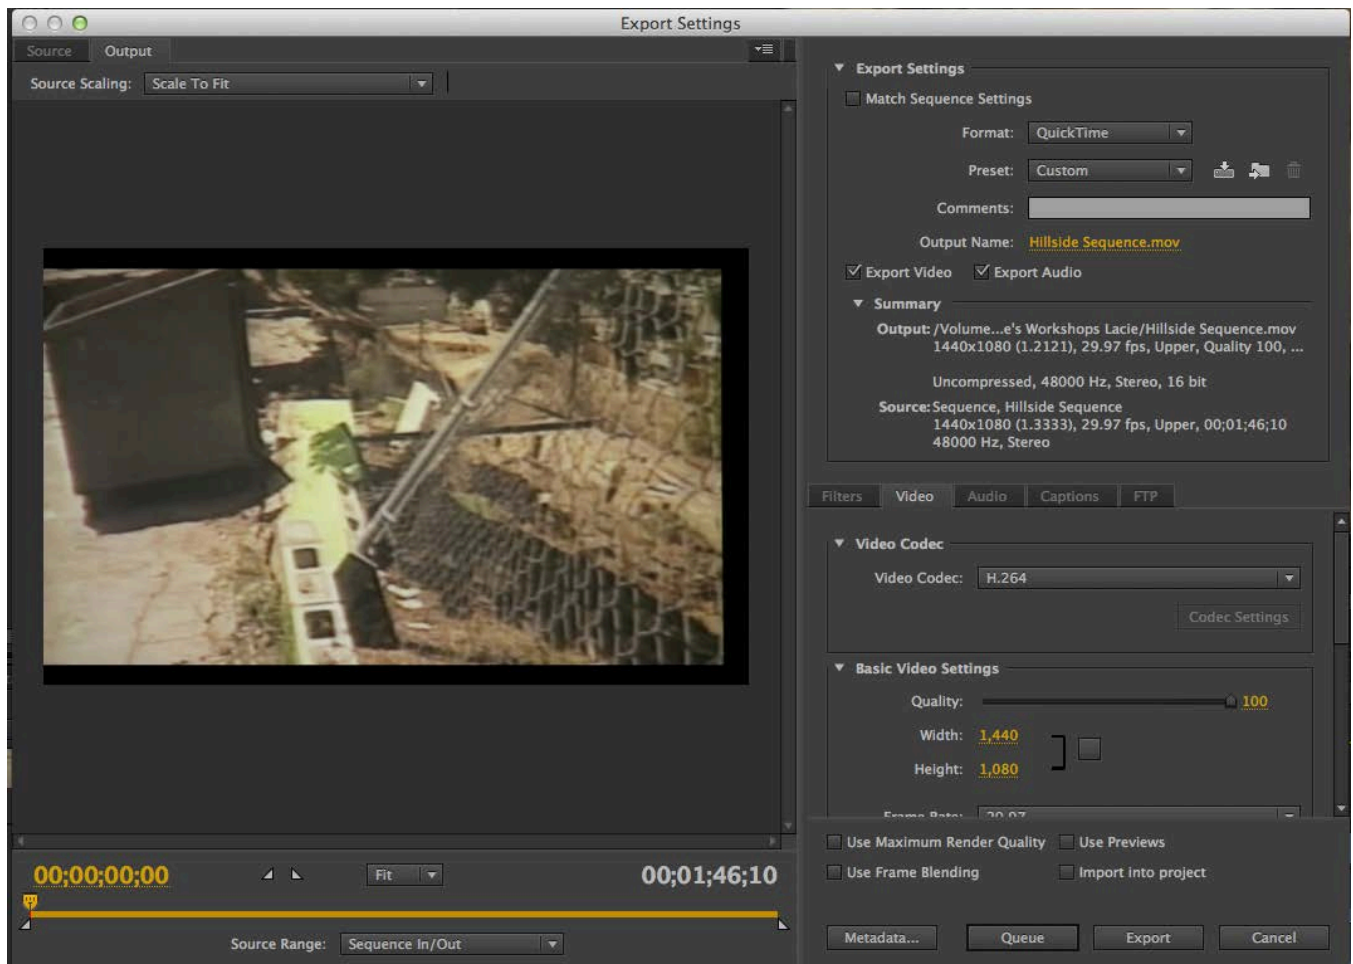 Export Settings
Source Output
Source Scaling: Scale To Fit
00;00;00;00
Fit
00;01;46;10
Source Range: Sequence In/Out
Export Settings
Match Sequence Settings
Format: QuickTime
Preset: Custom
Comments:
Output Name: Hillside Sequence.mov
Export Video Export Audio
Summary
Output: /Volume...e's Workshops Lacie/Hillside Sequence.mov
1440x1080 (1.2121), 29.97 fps, Upper, Quality 100, ...
Uncompressed, 48000 Hz, Stereo, 16 bit
Source: Sequence, Hillside Sequence
1440x1080 (1.3333), 29.97 fps, Upper, 00;01;46;10
48000 Hz, Stereo
Filters Video Audio Captions FTP
Video Codec
Video Codec: H.264
Codec Settings
Basic Video Settings
Quality: 100
Width: 1,440
Height: 1,080
Frame Rate: 29.97
Use Maximum Render Quality Use Previews
Use Frame Blending Import into project
Metadata... Queue Export Cancel